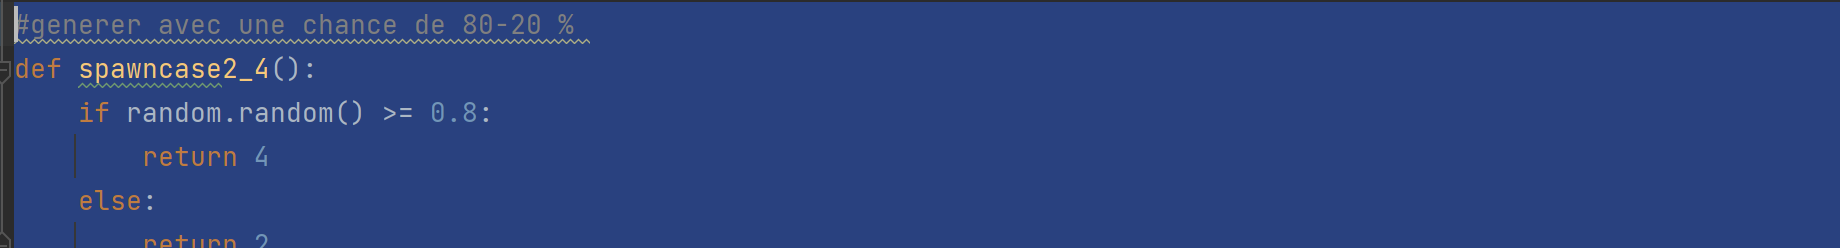 #generer avec une chance de 80-20 %
def spawncase2_4():
    if random.random() >= 0.8:
        return 4
    else:
        return 2